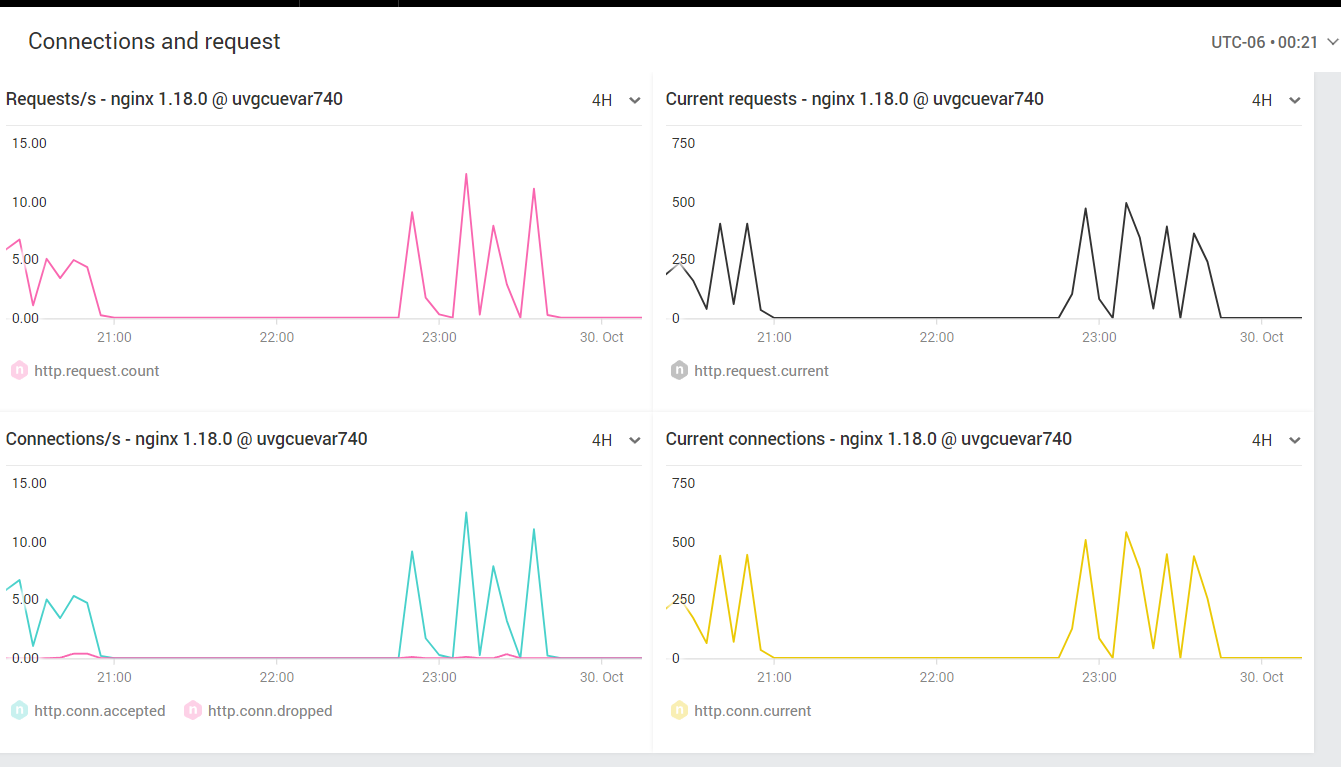 Connections and request
UTC-06 • 00:21
Requests/s - nginx 1.18.0 @ uvgcuevar740
4H
15.00
10.00
5.00
0.00
21:00
22:00
23:00
30. Oct
n
http.request.count
Current requests - nginx 1.18.0 @ uvgcuevar740
4H
750
500
250
0
21:00
22:00
23:00
30. Oct
n
http.request.current
Connections/s - nginx 1.18.0 @ uvgcuevar740
4H
15.00
10.00
5.00
0.00
21:00
22:00
23:00
30. Oct
n http.conn.accepted n http.conn.dropped
Current connections - nginx 1.18.0 @ uvgcuevar740
4H
750
500
250
0
21:00
22:00
23:00
30. Oct
n
http.conn.current